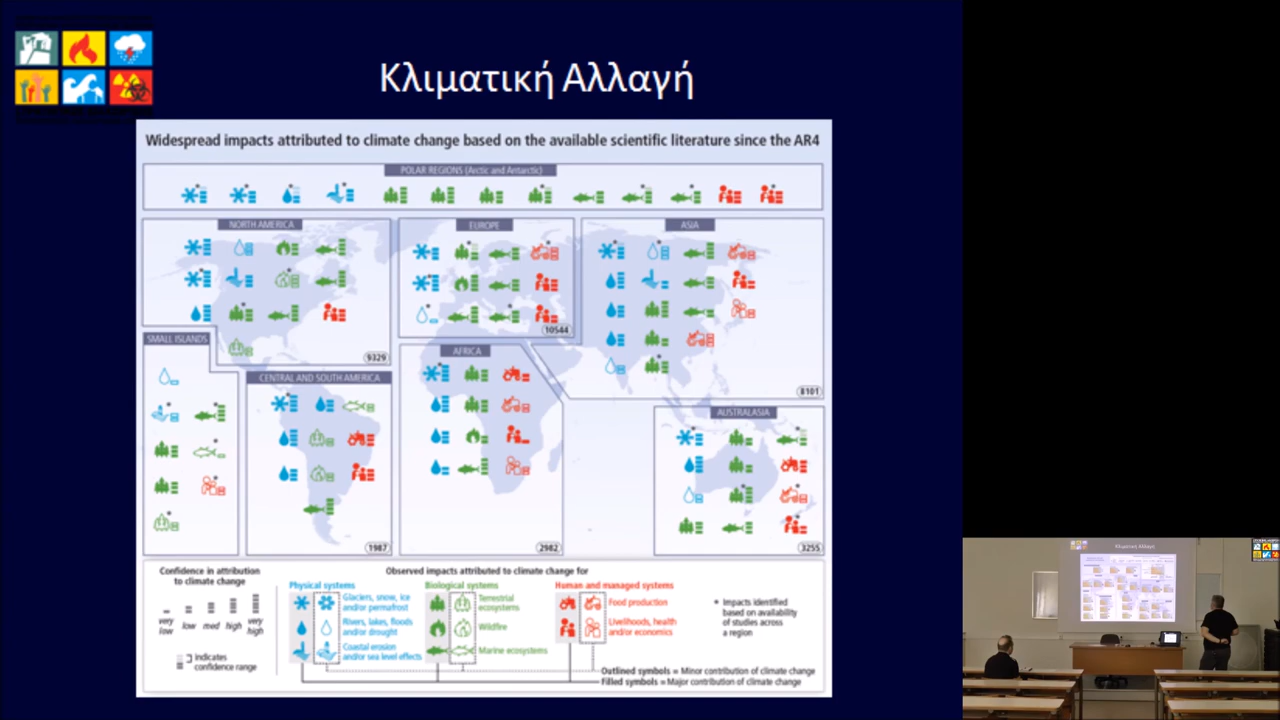 Κλιματική Αλλαγή
Widespread impacts attributed to climate change based on the available scientific literature since the AR4
POLAR REGIONS (Arctic and Antarctic)
NORTH AMERICA
EUROPE
ASIA
10544
SMALL ISLANDS
AFRICA
9329
CENTRAL AND SOUTH AMERICA
8101
AUSTRALASIA
1987
2982
3255
Confidence in attribution
to climate change
very low
low
med
high
very high
indicates
confidence range
Observed impacts attributed to climate change for
Physical systems
Glaciers, snow, ice
and/or permafrost
Rivers, lakes, floods
and/or drought
Coastal erosion
and/or sea level effects
Biological systems
Terrestrial
ecosystems
Wildfire
Marine ecosystems
Human and managed systems
Food production
Livelihoods, health
and/or economics
* Impacts identified
based on availability
of studies across
a region
Outlined symbols = Minor contribution of climate change
Filled symbols = Major contribution of climate change
Κλιματική Αλλαγή